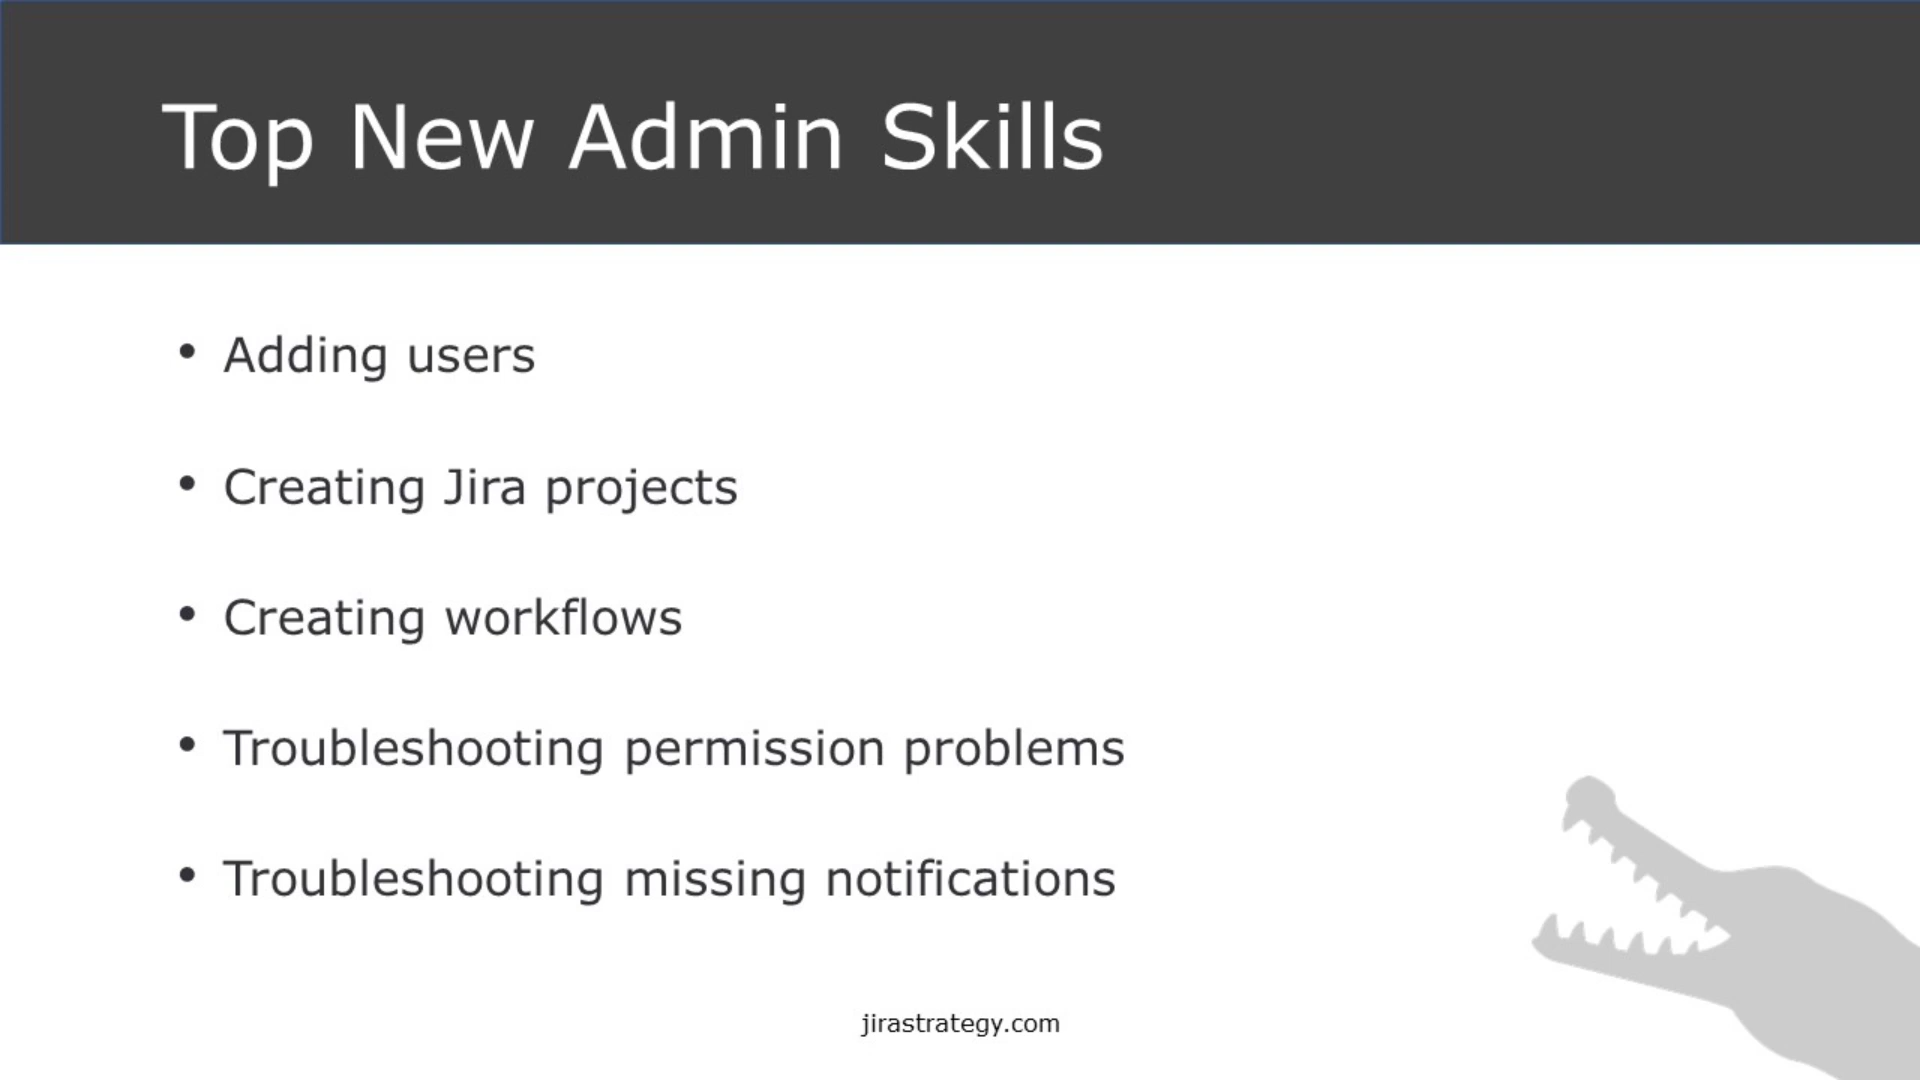 Top New Admin Skills
• Adding users
• Creating Jira projects
• Creating workflows
• Troubleshooting permission problems
• Troubleshooting missing notifications
jirastrategy.com